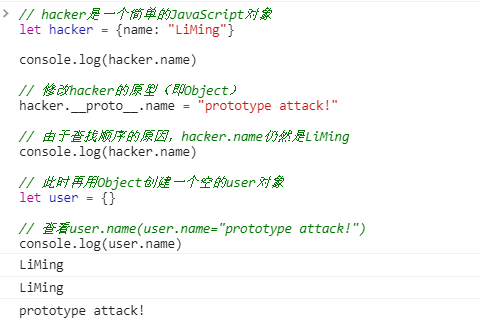 // hacker是一个简单的JavaScript对象
let hacker = {name: "LiMing"}
console.log(hacker.name)
// 修改hacker的原型（即Object）
hacker.__proto__.name = "prototype attack!"
// 由于查找顺序的原因，hacker.name仍然是LiMing
console.log(hacker.name)
// 此时再用Object创建一个空的user对象
let user = {}
// 查看user.name(user.name="prototype attack!")
console.log(user.name)
LiMing
LiMing
prototype attack!